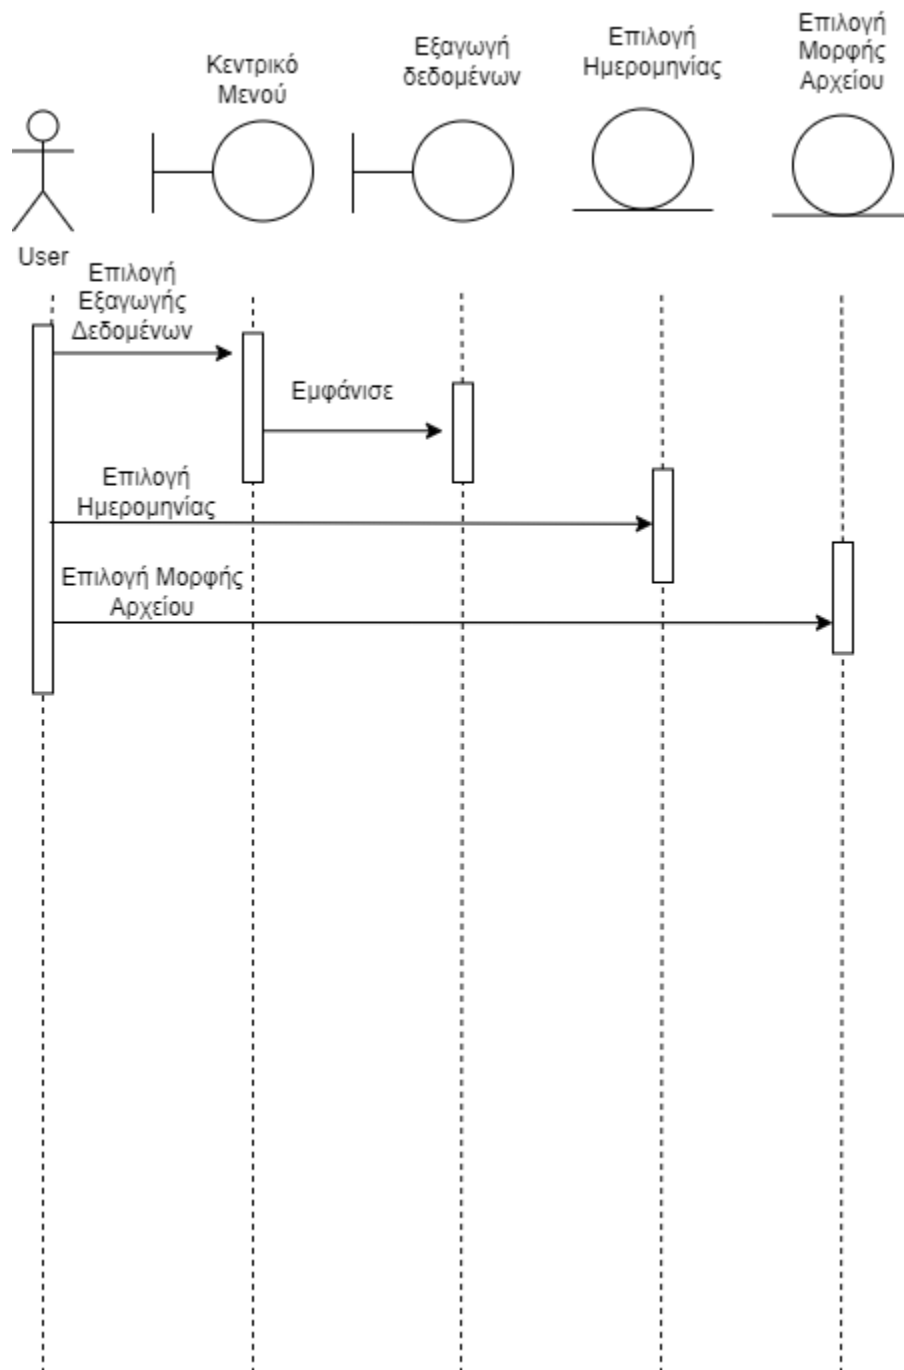 Κεντρικό
Μενού
Εξαγωγή
δεδομένων
Επιλογή
Ημερομηνίας
Επιλογή
Μορφής
Αρχείου
User
Επιλογή
Εξαγωγής
Δεδομένων
Εμφάνισε
Επιλογή
Ημερομηνίας
Επιλογή Μορφής
Αρχείου